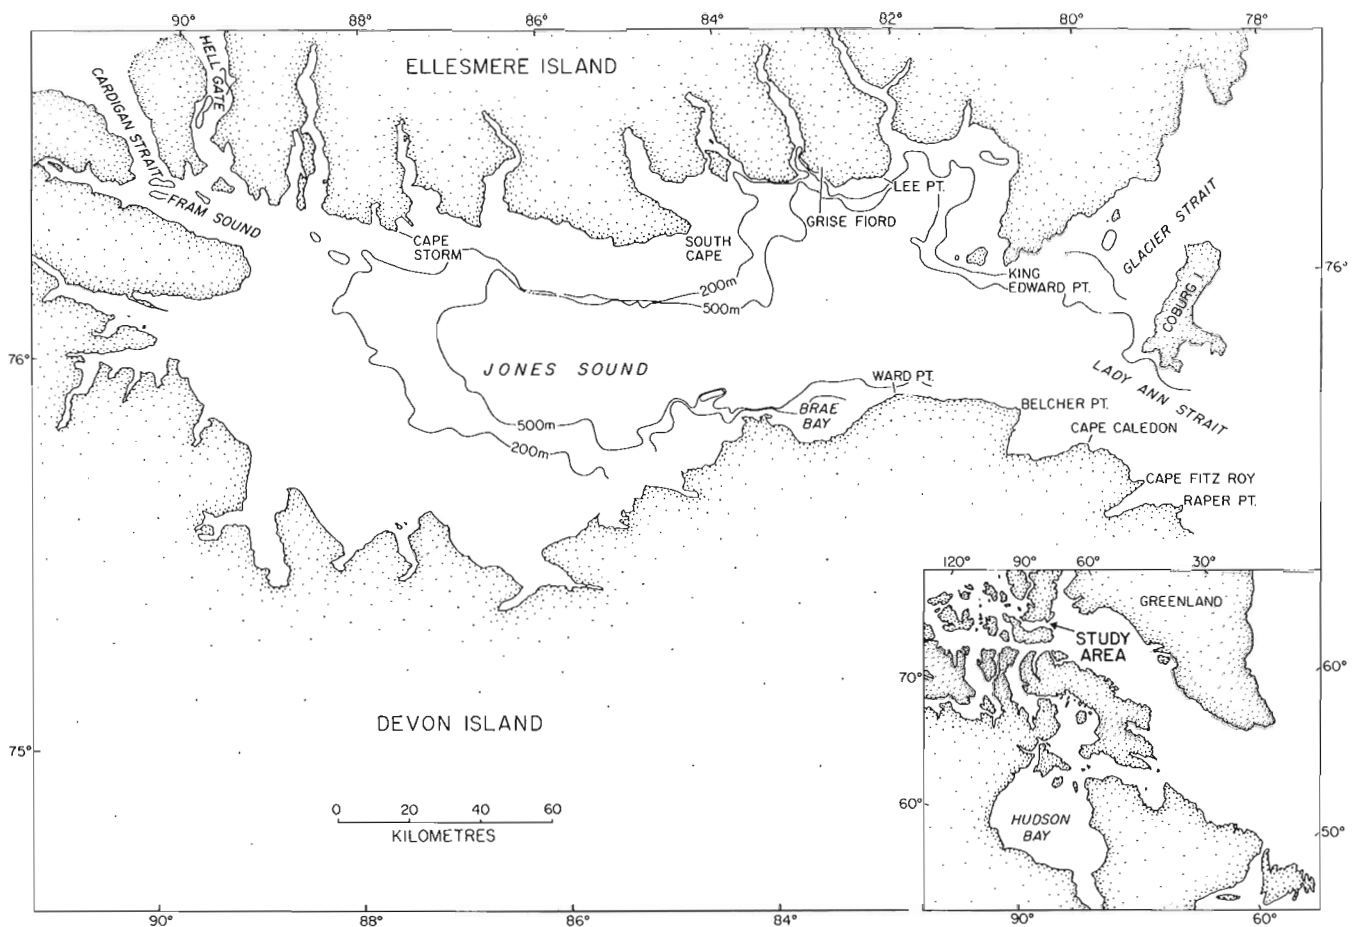 90°
88°
86°
84°
82°
80°
78°
HELL GATE
ELLESMERE ISLAND
CARDIGAN STRAIT
FRAM SOUND
LEE PT.
GRISE FIORD
GLACIER STRAIT
CAPE
STORM
SOUTH
CAPE
76°
KING
EDWARD PT.
200m
500m
COBURG I.
76°
JONES SOUND
WARD PT.
LADY ANN STRAIT
BRAE
BAY
BELCHER PT.
500m
200m
CAPE CALEDON
CAPE FITZ ROY
RAPER PT.
120°
90°
60°
30°
GREENLAND
STUDY
AREA
60°
70°
DEVON ISLAND
75°
0 20 40 60
KILOMETRES
60°
HUDSON
BAY
50°
90°
88°
86°
84°
90°
60°